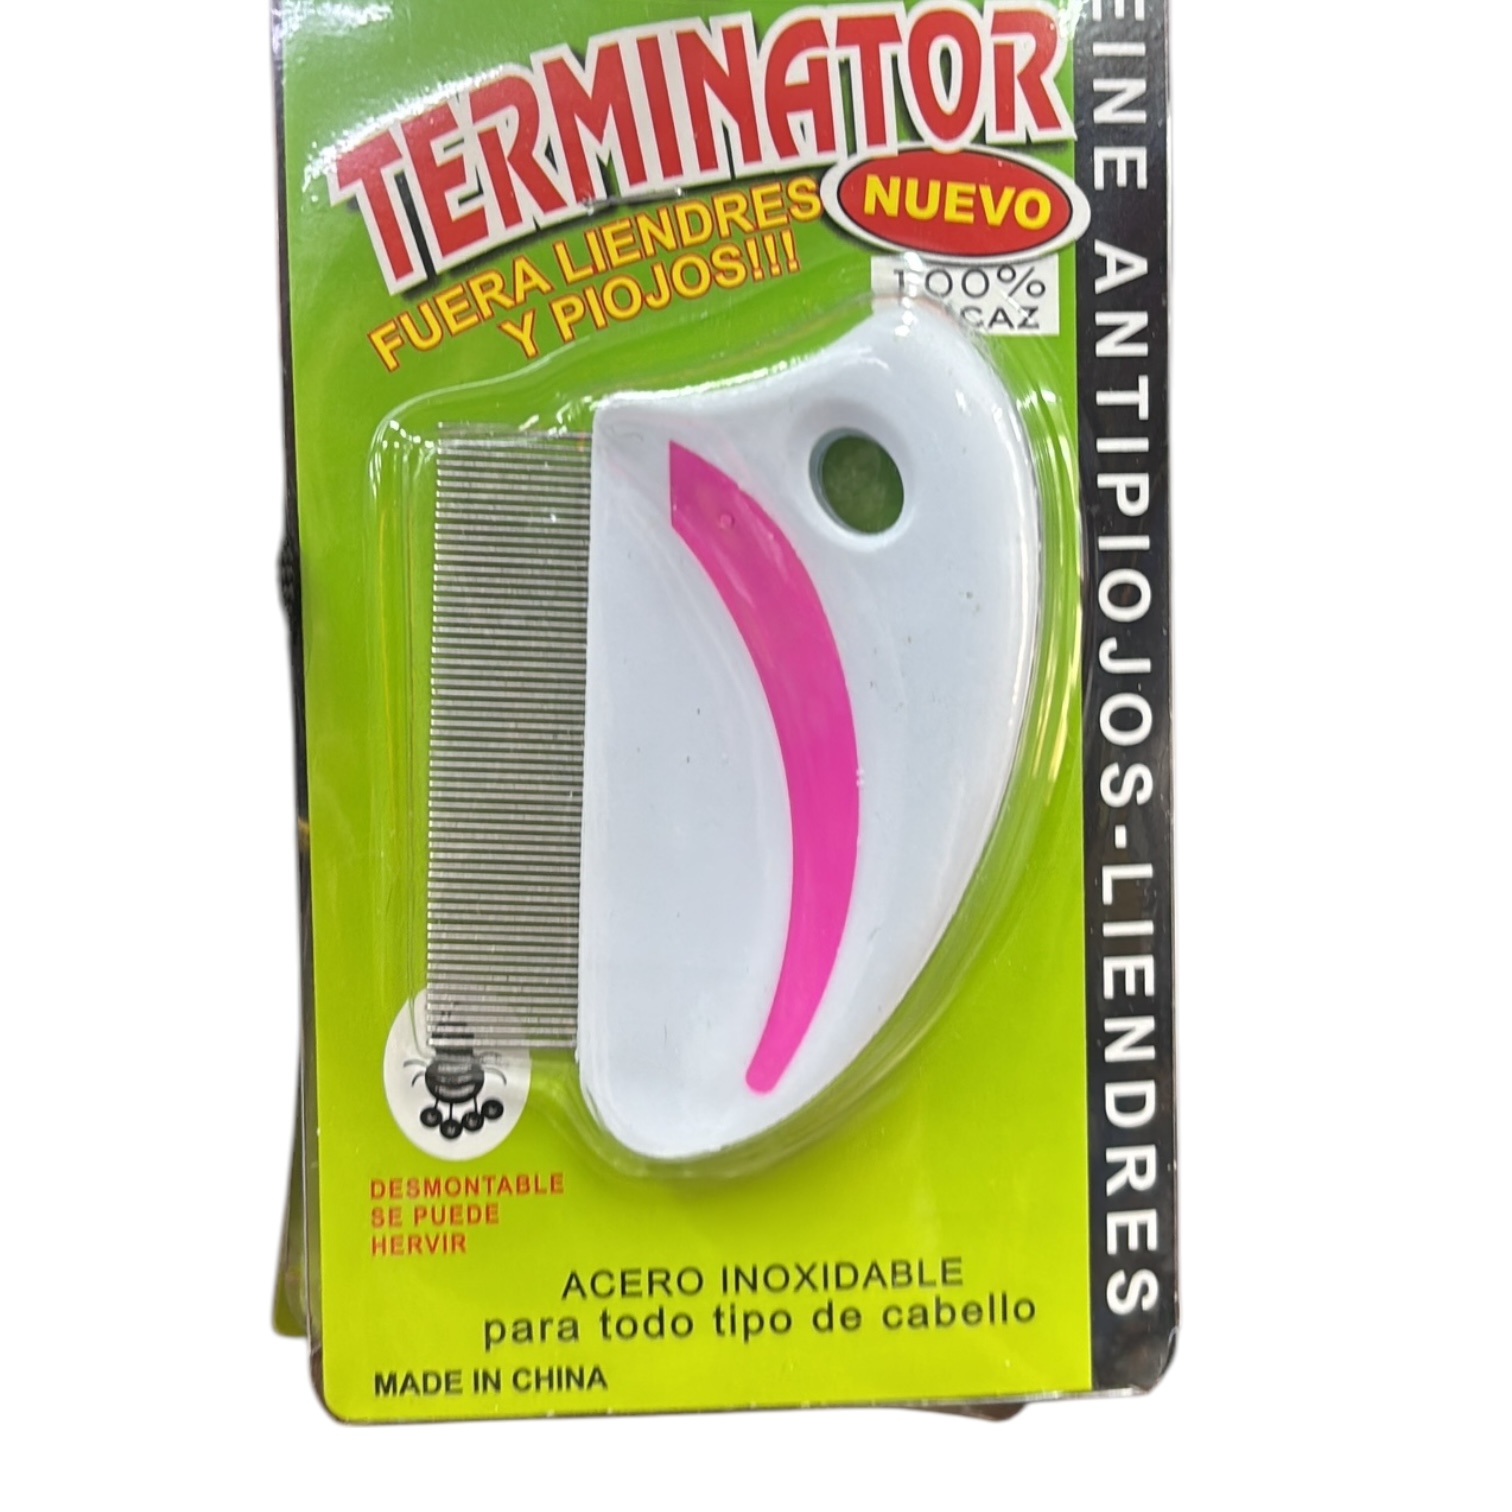 TERMINATOR
FUERA LIENDRES
Y PIOJOS!!!
NUEVO
100%
ANTIPIOJOS-LIENDRES
DESMONTABLE
SE PUEDE
HERVIR
ACERO INOXIDABLE
para todo tipo de cabello
MADE IN CHINA